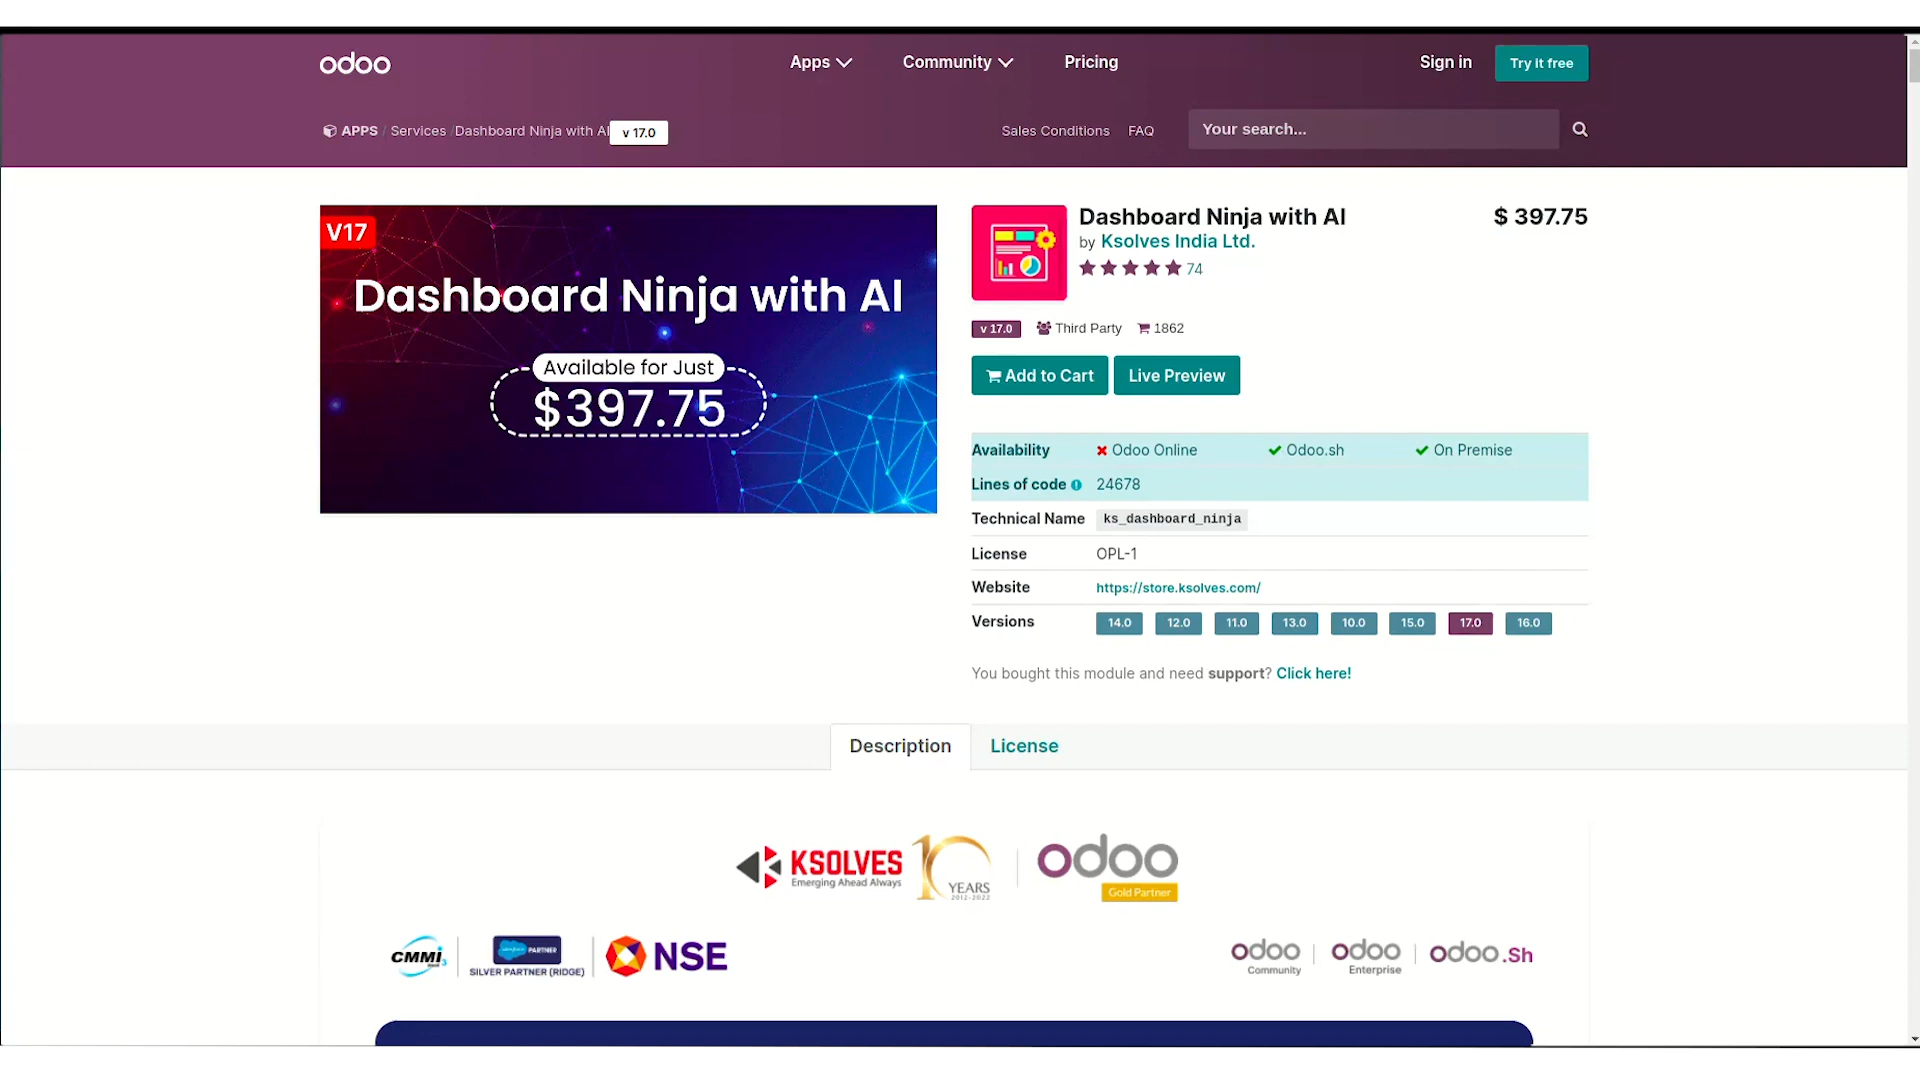 odoo
Apps
Community
Pricing
Sign in
Try it free
APPS / Services / Dashboard Ninja with AI
v 17.0
Sales Conditions
FAQ
Your search...
V17
Dashboard Ninja with AI
Available for Just
$397.75
Dashboard Ninja with AI
$ 397.75
by Ksolves India Ltd.
74
v 17.0
Third Party
1862
Add to Cart
Live Preview
Availability
Odoo Online
Odoo.sh
On Premise
Lines of code
24678
Technical Name
ks_dashboard_ninja
License
OPL-1
Website
https://store.ksolves.com/
Versions
14.0
12.0
11.0
13.0
10.0
15.0
17.0
16.0
You bought this module and need support? Click here!
Description
License
KSOLVES
Emerging Ahead Always
10
YEARS
2012-2022
odoo
Gold Partner
CMMI
3
PARTNER
SILVER PARTNER (RIDGE)
NSE
odoo
Community
odoo
Enterprise
odoo.Sh